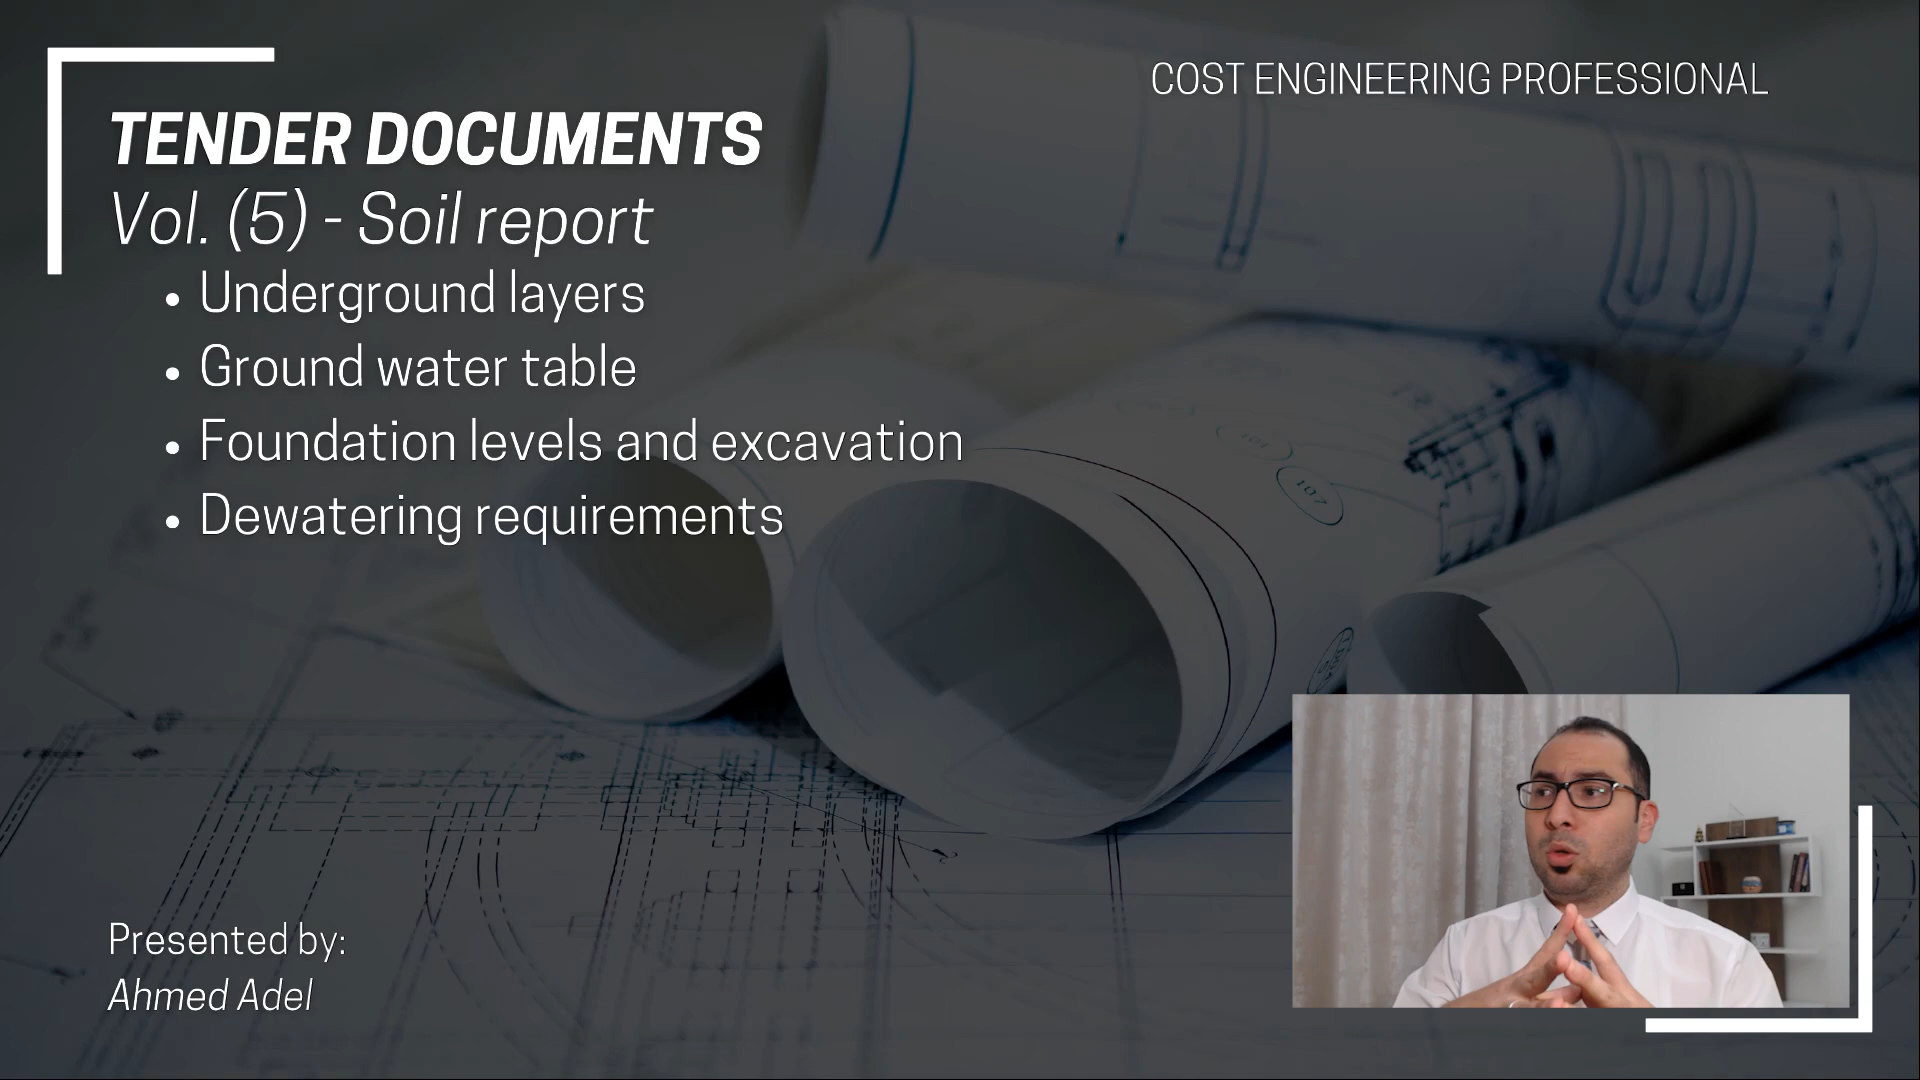 COST ENGINEERING PROFESSIONAL
TENDER DOCUMENTS
Vol. (5) - Soil report
• Underground layers
• Ground water table
• Foundation levels and excavation
• Dewatering requirements
107
Presented by:
Ahmed Adel